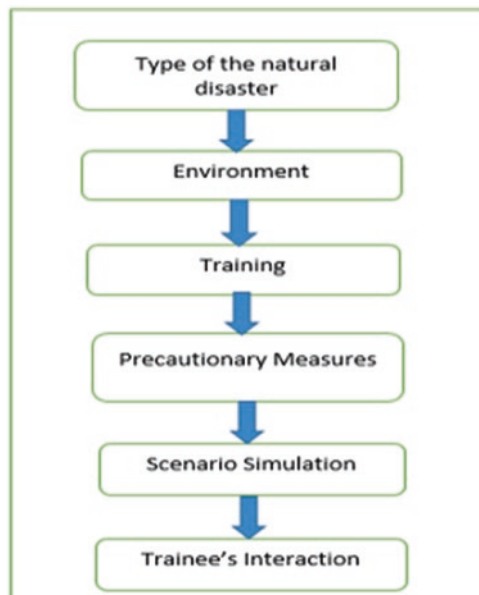 Type of the natural
disaster
Environment
Training
Precautionary Measures
Scenario Simulation
Trainee’s Interaction